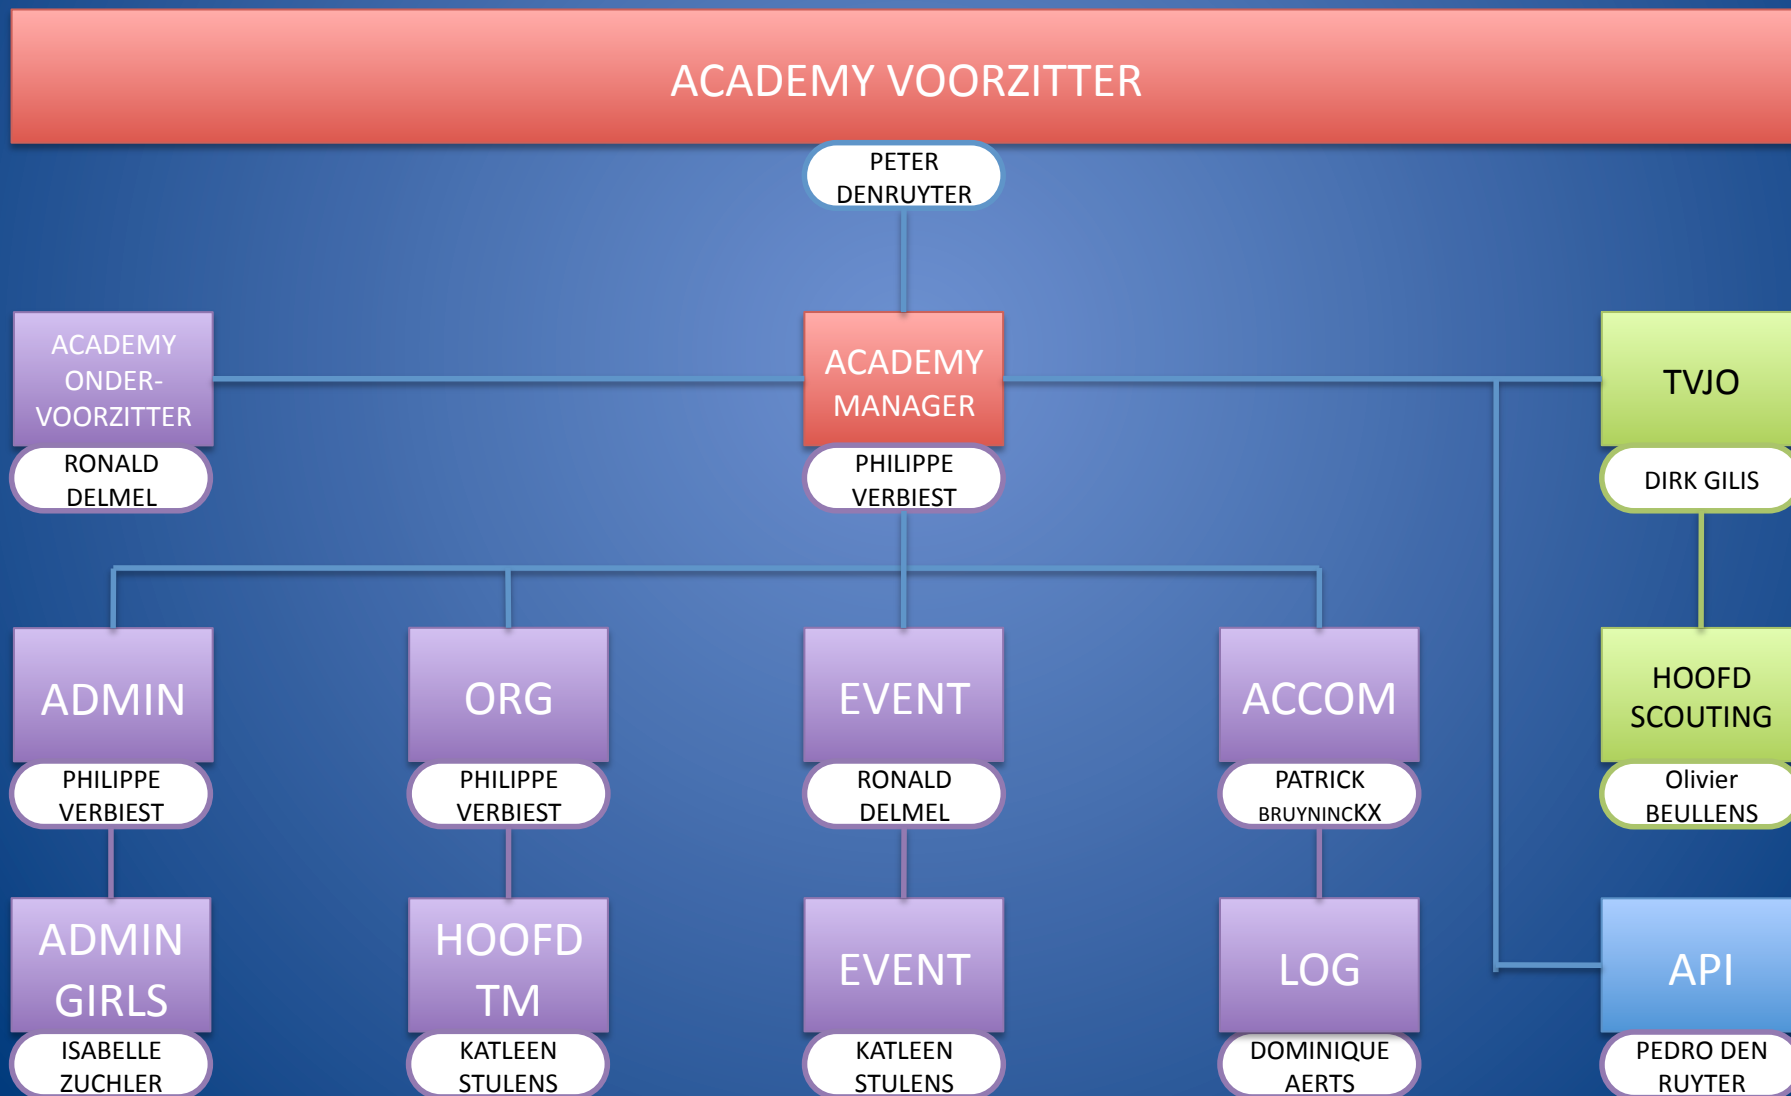 ACADEMY VOORZITTER
PETER
DENRUYTER
ACADEMY
ONDER-
VOORZITTER
RONALD
DELMEL
ACADEMY
MANAGER
PHILIPPE
VERBIEST
TVJO
DIRK GILIS
ADMIN
PHILIPPE
VERBIEST
ORG
PHILIPPE
VERBIEST
EVENT
RONALD
DELMEL
ACCOM
PATRICK
BRUYNINCKX
HOOFD
SCOUTING
Olivier
BEULLENS
ADMIN
GIRLS
ISABELLE
ZUCHLER
HOOFD
TM
KATLEEN
STULENS
EVENT
KATLEEN
STULENS
LOG
DOMINIQUE
AERTS
API
PEDRO DEN
RUYTER